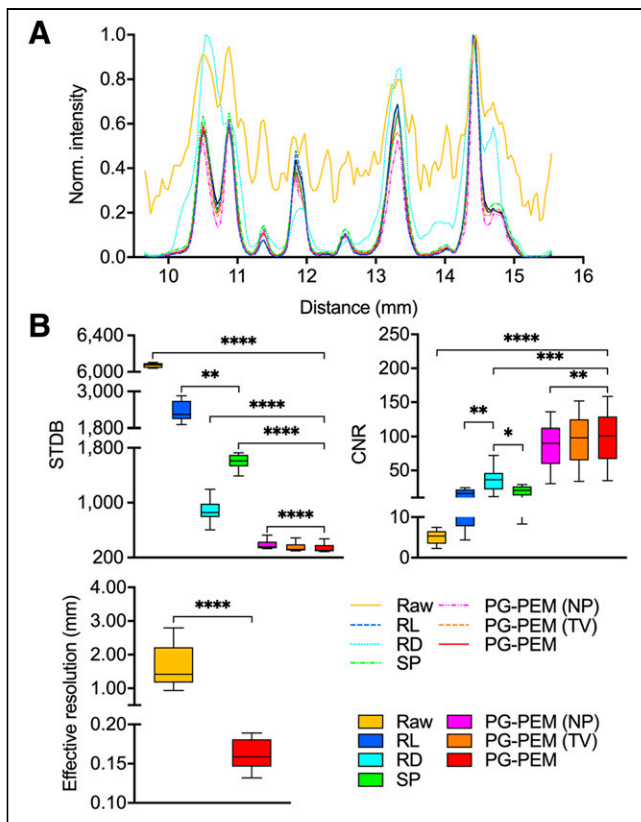 A
Norm. intensity
1.0
0.8
0.6
0.4
0.2
0.0
10 11 12 13 14 15 16
Distance (mm)
B
STDB
6,400
6,000
3,000
1,800
1,800
1,000
200
****
**
****
****
****
CNR
250
200
150
100
50
10
5
0
****
***
**
**
*
Effective resolution (mm)
4.00
3.00
2.00
1.00
0.20
0.15
0.10
****
Raw PG-PEM (NP)
RL PG-PEM (TV)
RD PG-PEM
SP
Raw PG-PEM (NP)
RL PG-PEM (TV)
RD PG-PEM
SP